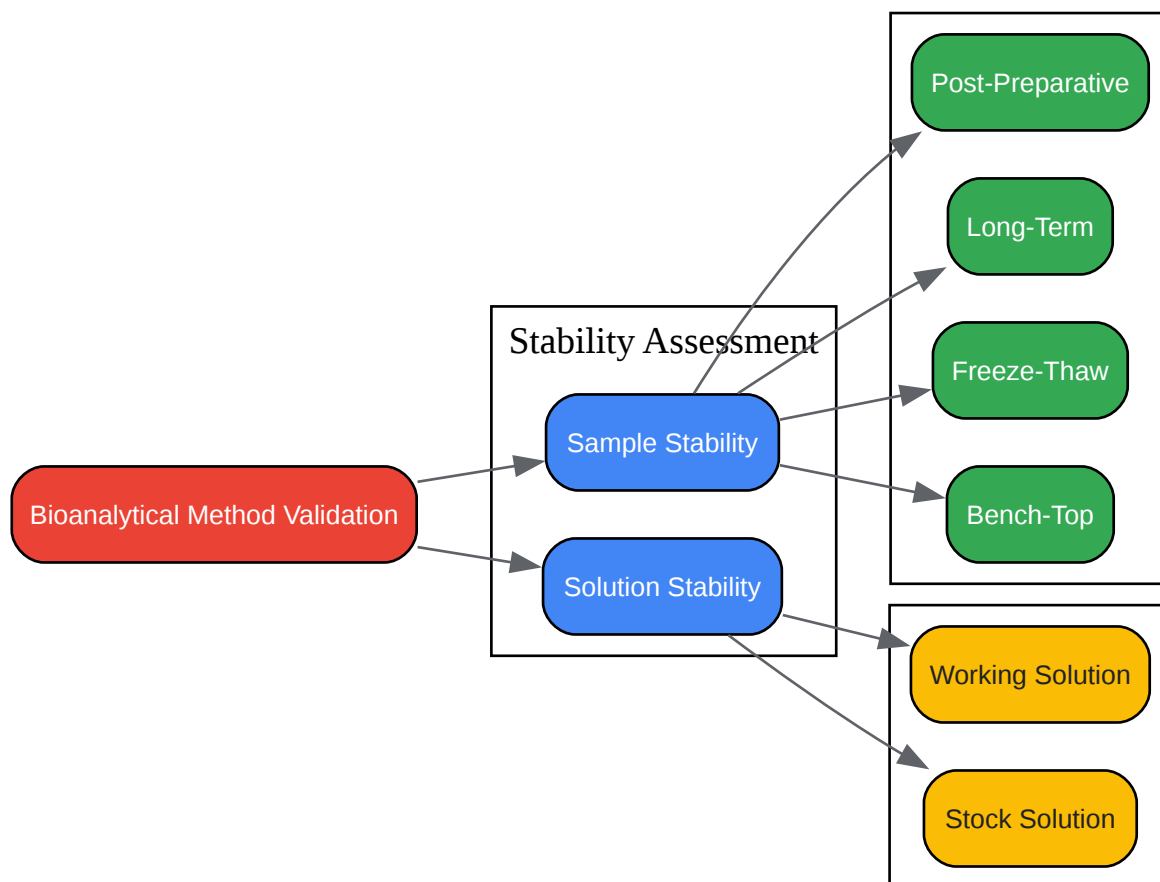 Post-Preparative
Long-Term
Stability Assessment
Freeze-Thaw
Sample Stability
Bioanalytical Method Validation
Bench-Top
Solution Stability
Working Solution
Stock Solution